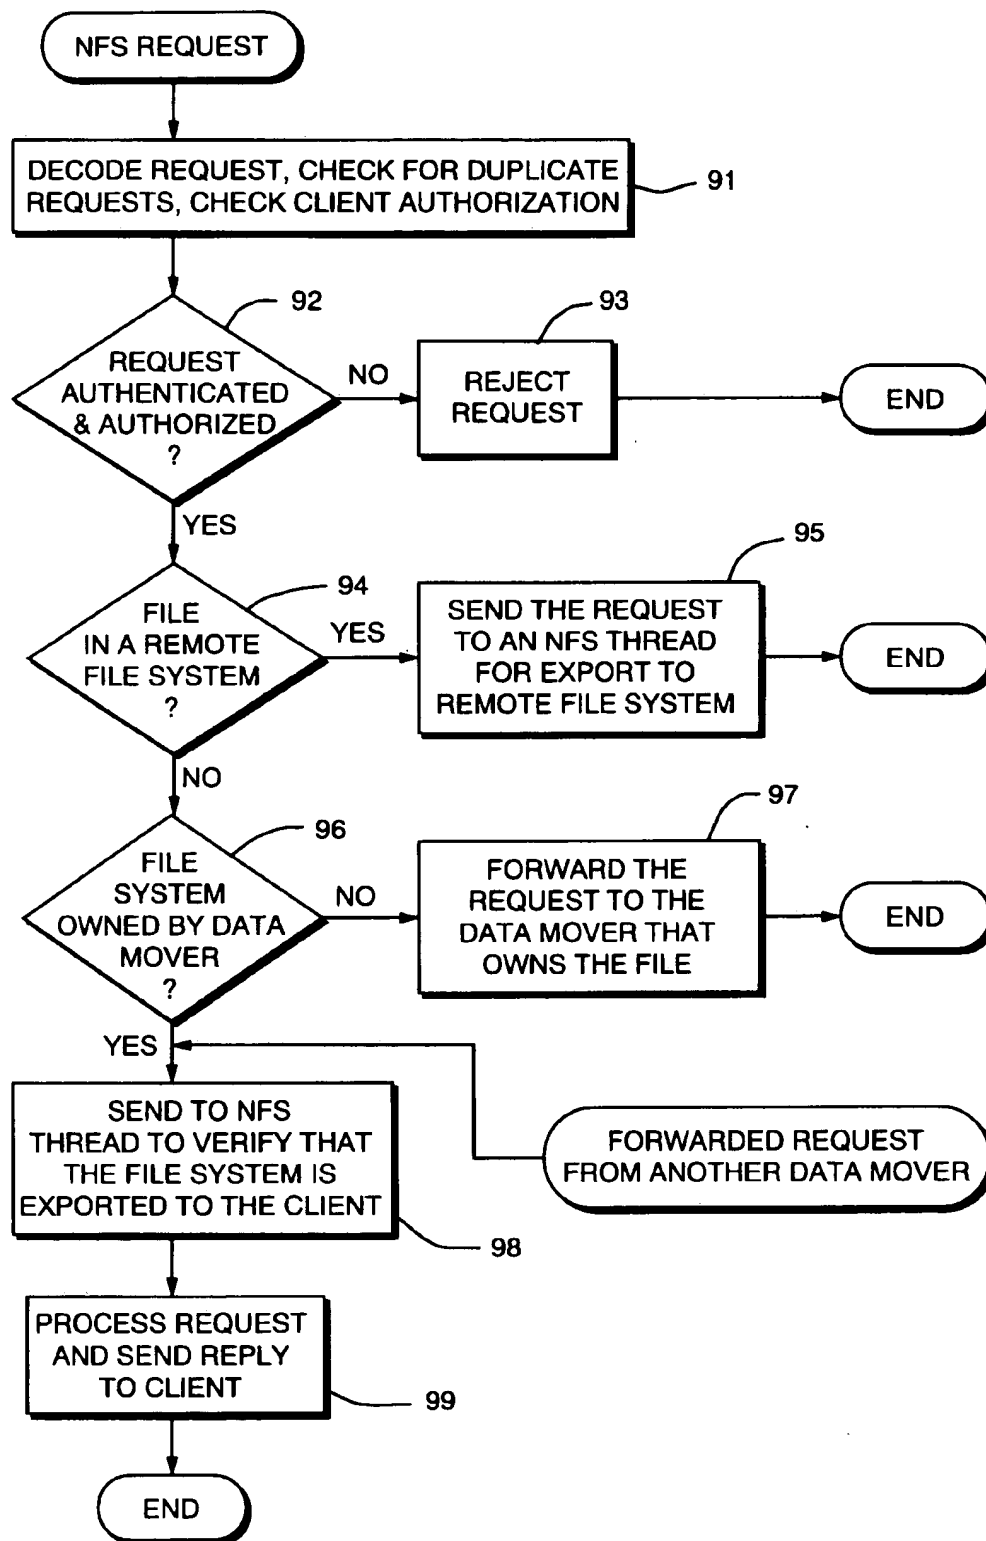 NFS REQUEST
DECODE REQUEST, CHECK FOR DUPLICATE
REQUESTS, CHECK CLIENT AUTHORIZATION
91
92
REQUEST
AUTHENTICATED
& AUTHORIZED
?
NO
93
REJECT
REQUEST
END
YES
94
FILE
IN A REMOTE
FILE SYSTEM
?
YES
95
SEND THE REQUEST
TO AN NFS THREAD
FOR EXPORT TO
REMOTE FILE SYSTEM
END
NO
96
FILE
SYSTEM
OWNED BY DATA
MOVER
?
NO
97
FORWARD THE
REQUEST TO THE
DATA MOVER THAT
OWNS THE FILE
END
YES
SEND TO NFS
THREAD TO VERIFY THAT
THE FILE SYSTEM IS
EXPORTED TO THE CLIENT
98
FORWARDED REQUEST
FROM ANOTHER DATA MOVER
PROCESS REQUEST
AND SEND REPLY
TO CLIENT
99
END